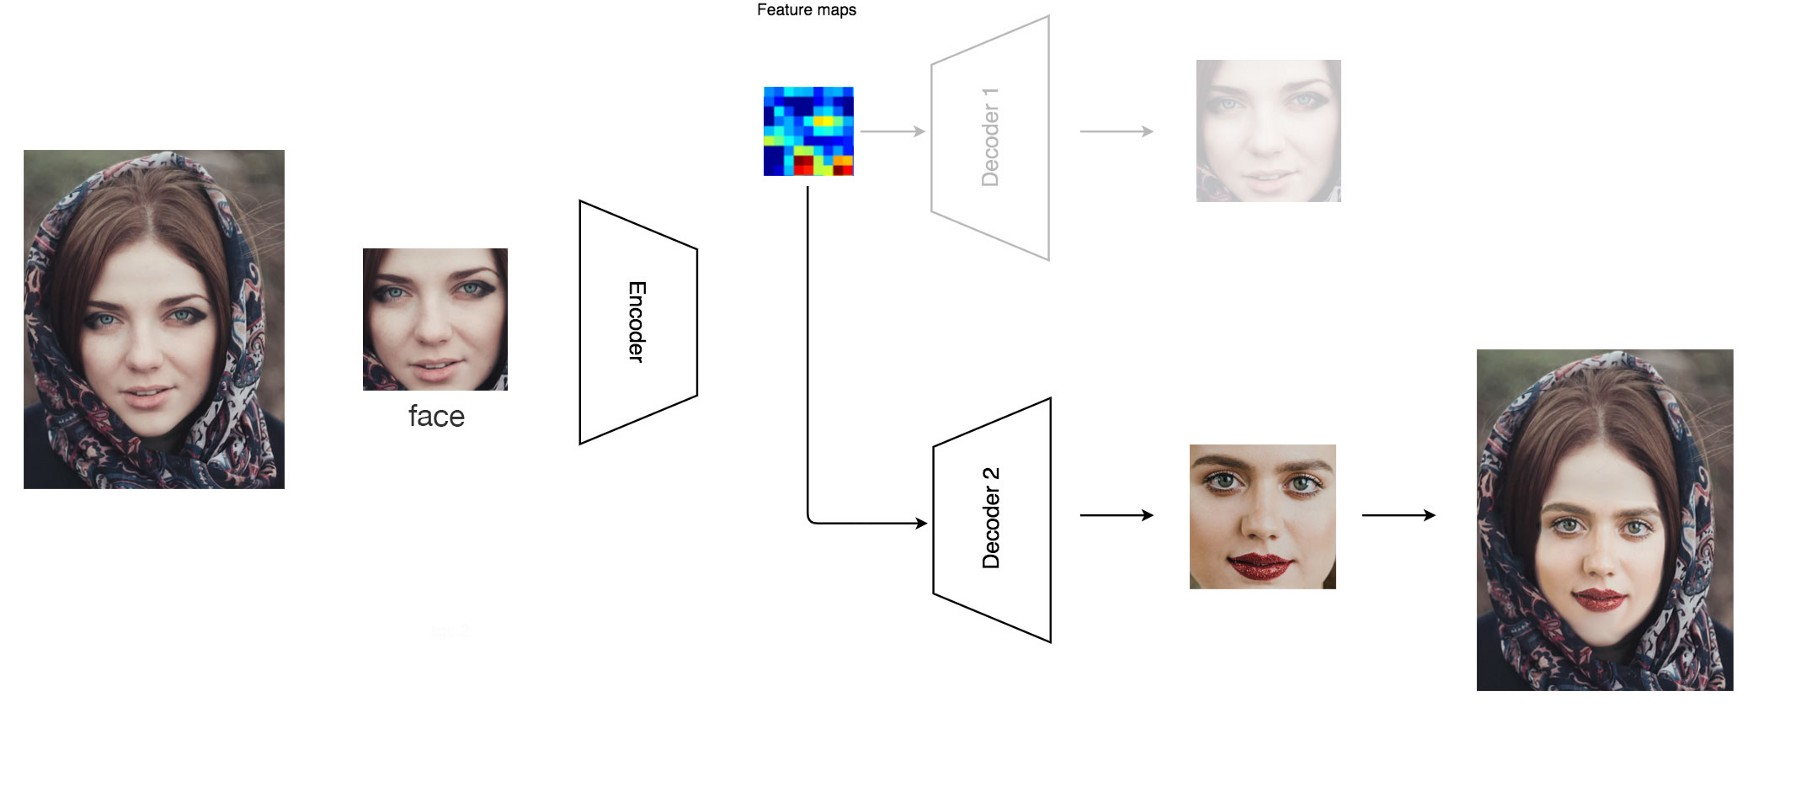 Feature maps
Decoder 1
Encoder
face
Decoder 2